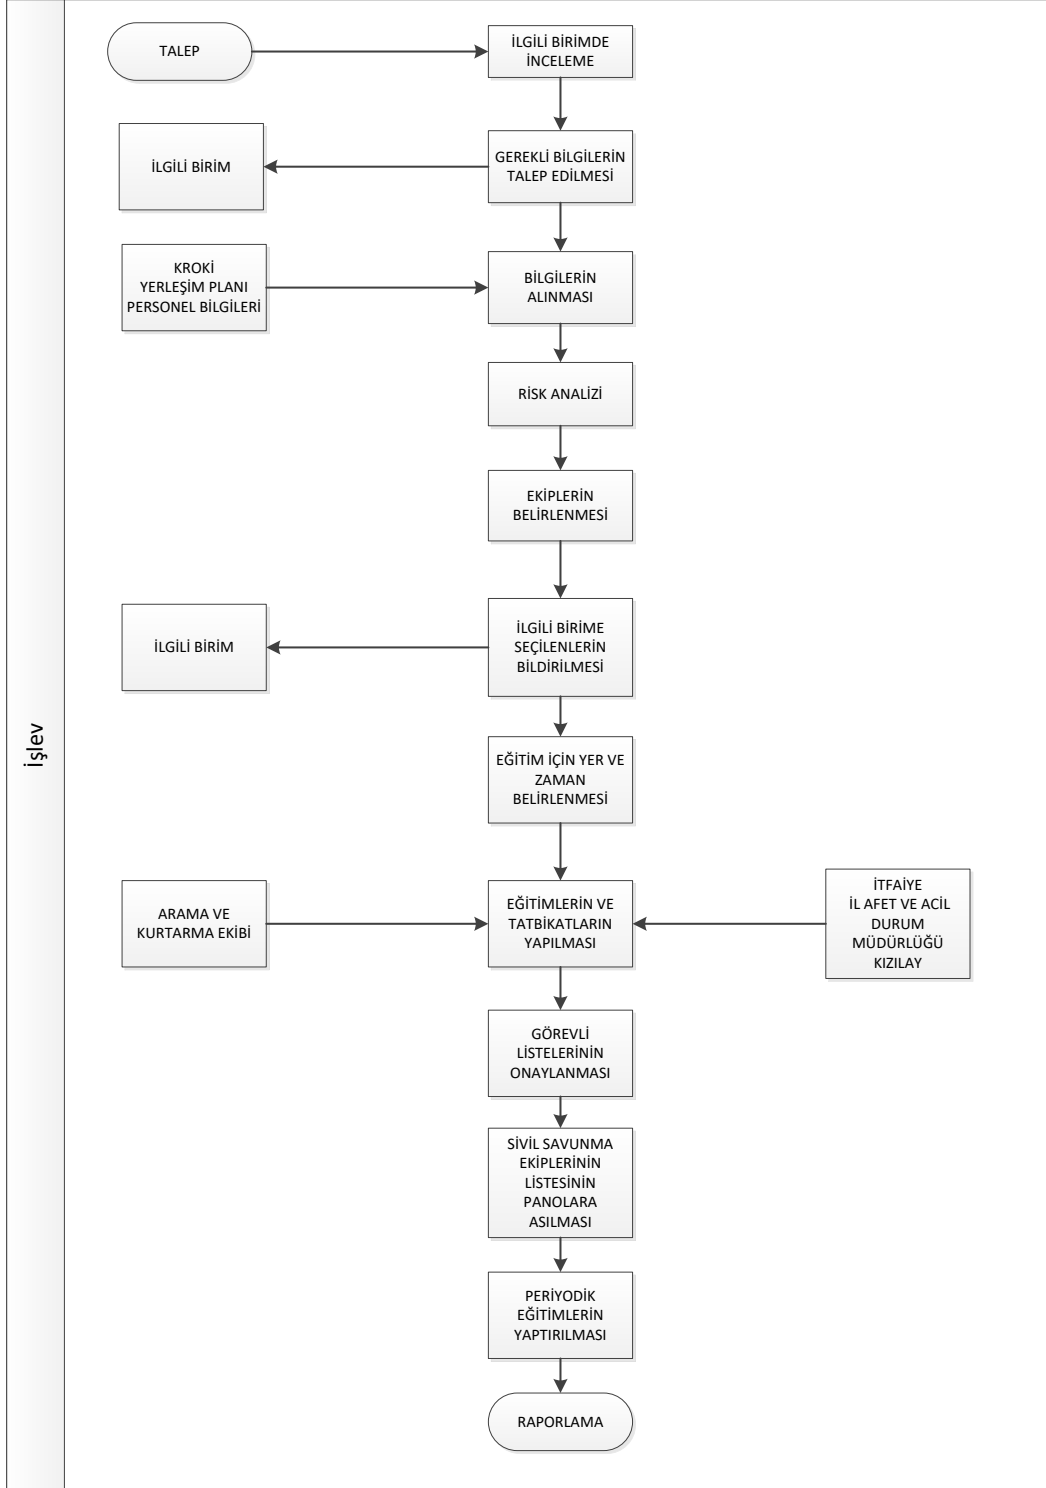 TALEP
İLGİLİ BİRİMDE
İNCELEME
İLGİLİ BİRİM
GEREKLİ BİLGİLERİN
TALEP EDİLMESİ
KROKİ
YERLEŞİM PLANI
PERSONEL BİLGİLERİ
BİLGİLERİN
ALINMASI
RİSK ANALİZİ
EKİPLERİN
BELİRLENMESİ
İLGİLİ BİRİM
İLGİLİ BİRİME
SEÇİLENLERİN
BİLDİRİLMESİ
İşlev
EĞİTİM İÇİN YER VE
ZAMAN
BELİRLENMESİ
ARAMA VE
KURTARMA EKİBİ
EĞİTİMLERİN VE
TATBİKATLARIN
YAPILMASI
İTFAİYE
İL AFET VE ACİL
DURUM
MÜDÜRLÜĞÜ
KIZILAY
GÖREVLİ
LİSTELERİNİN
ONAYLANMASI
SİVİL SAVUNMA
EKİPLERİNİN
LİSTESİNİN
PANOLARA
ASILMASI
PERİYODİK
EĞİTİMLERİN
YAPTIRILMASI
RAPORLAMA